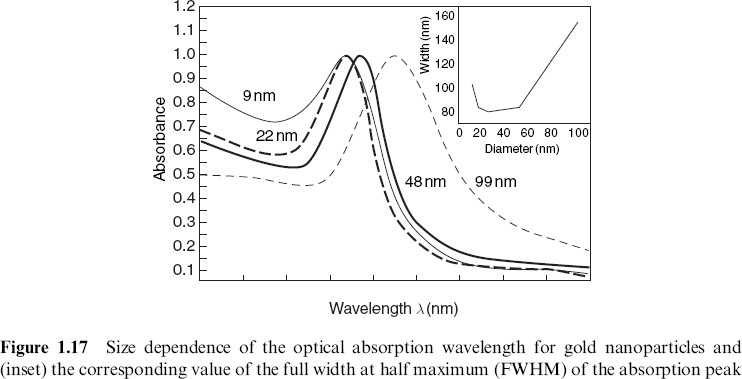 1.2
1.1
1.0
0.9
0.8
0.7
0.6
0.5
0.4
0.3
0.2
0.1
Absorbance
9 nm
22 nm
48 nm
99 nm
Wavelength λ (nm)
160
140
120
100
80
Width (nm)
0 20 40 60 80 100
Diameter (nm)
Figure 1.17 Size dependence of the optical absorption wavelength for gold nanoparticles and
(inset) the corresponding value of the full width at half maximum (FWHM) of the absorption peak